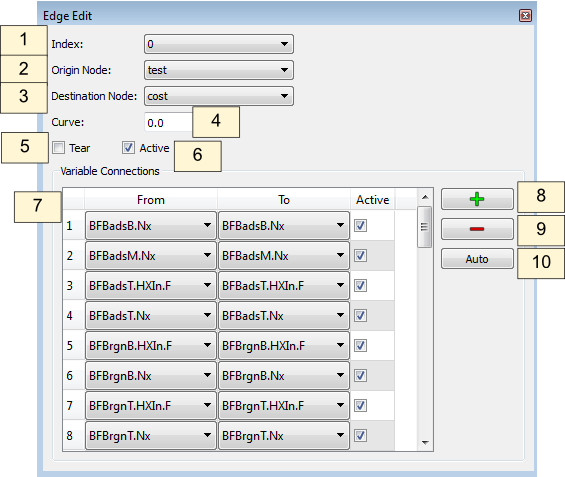 Edge Edit
1 Index: 0
2 Origin Node: test
3 Destination Node: cost
Curve: 0.0 4
5 Tear Active 6
Variable Connections
7 From To Active
1 BFBadsB.Nx BFBadsB.Nx
2 BFBadsM.Nx BFBadsM.Nx
3 BFBadsT.HXIn.F BFBadsT.HXIn.F
4 BFBadsT.Nx BFBadsT.Nx
5 BFBrgnB.HXIn.F BFBrgnB.HXIn.F
6 BFBrgnB.Nx BFBrgnB.Nx
7 BFBrgnT.HXIn.F BFBrgnT.HXIn.F
8 BFBrgnT.Nx BFBrgnT.Nx
8
9
Auto 10